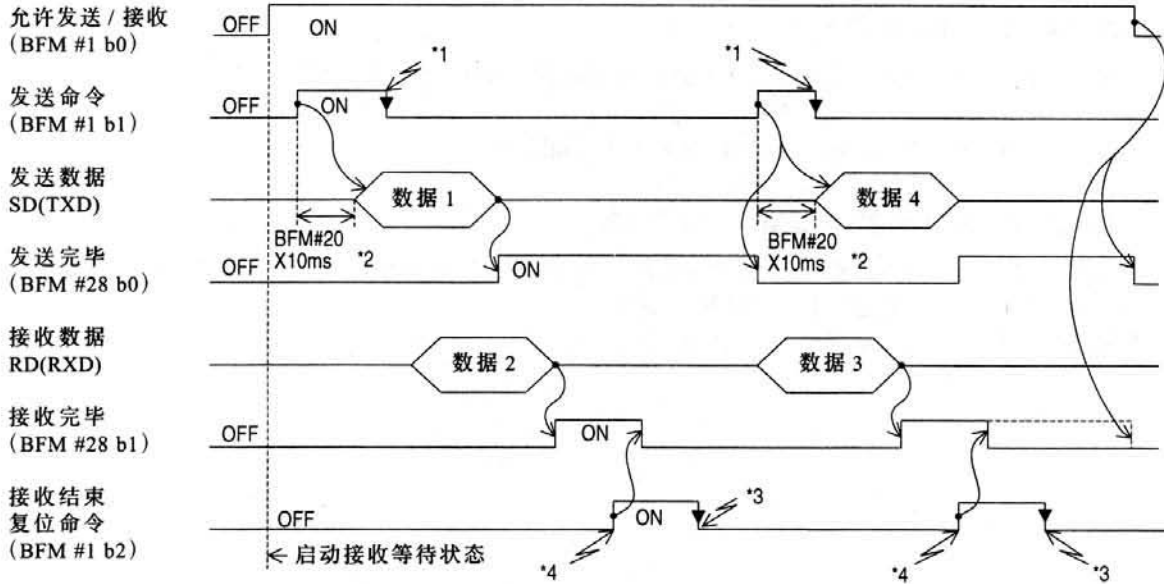 允许发送 / 接收
(BFM #1 b0)
OFF
ON
*1
*1
发送命令
(BFM #1 b1)
OFF
ON
发送数据
SD(TXD)
数据 1
数据 4
BFM#20
X10ms *2
BFM#20
X10ms *2
发送完毕
(BFM #28 b0)
OFF
ON
接收数据
RD(RXD)
数据 2
数据 3
接收完毕
(BFM #28 b1)
OFF
ON
接收结束
复位命令
(BFM #1 b2)
OFF
ON
*3
启动接收等待状态
*4
*4
*3